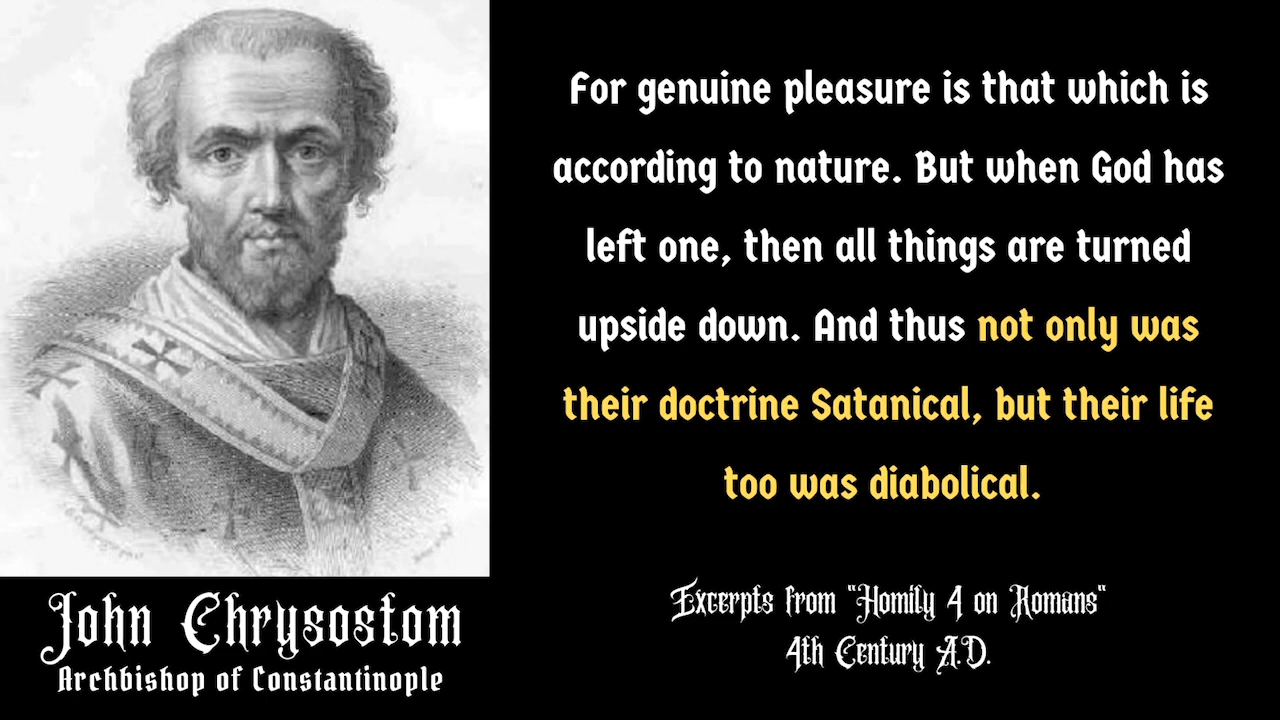 For genuine pleasure is that which is
according to nature. But when God has
left one, then all things are turned
upside down. And thus not only was
their doctrine Satanical, but their life
too was diabolical.
Excerpts from "Homily 4 on Romans"
4th Century A.D.
John Chrysostom
Archbishop of Constantinople